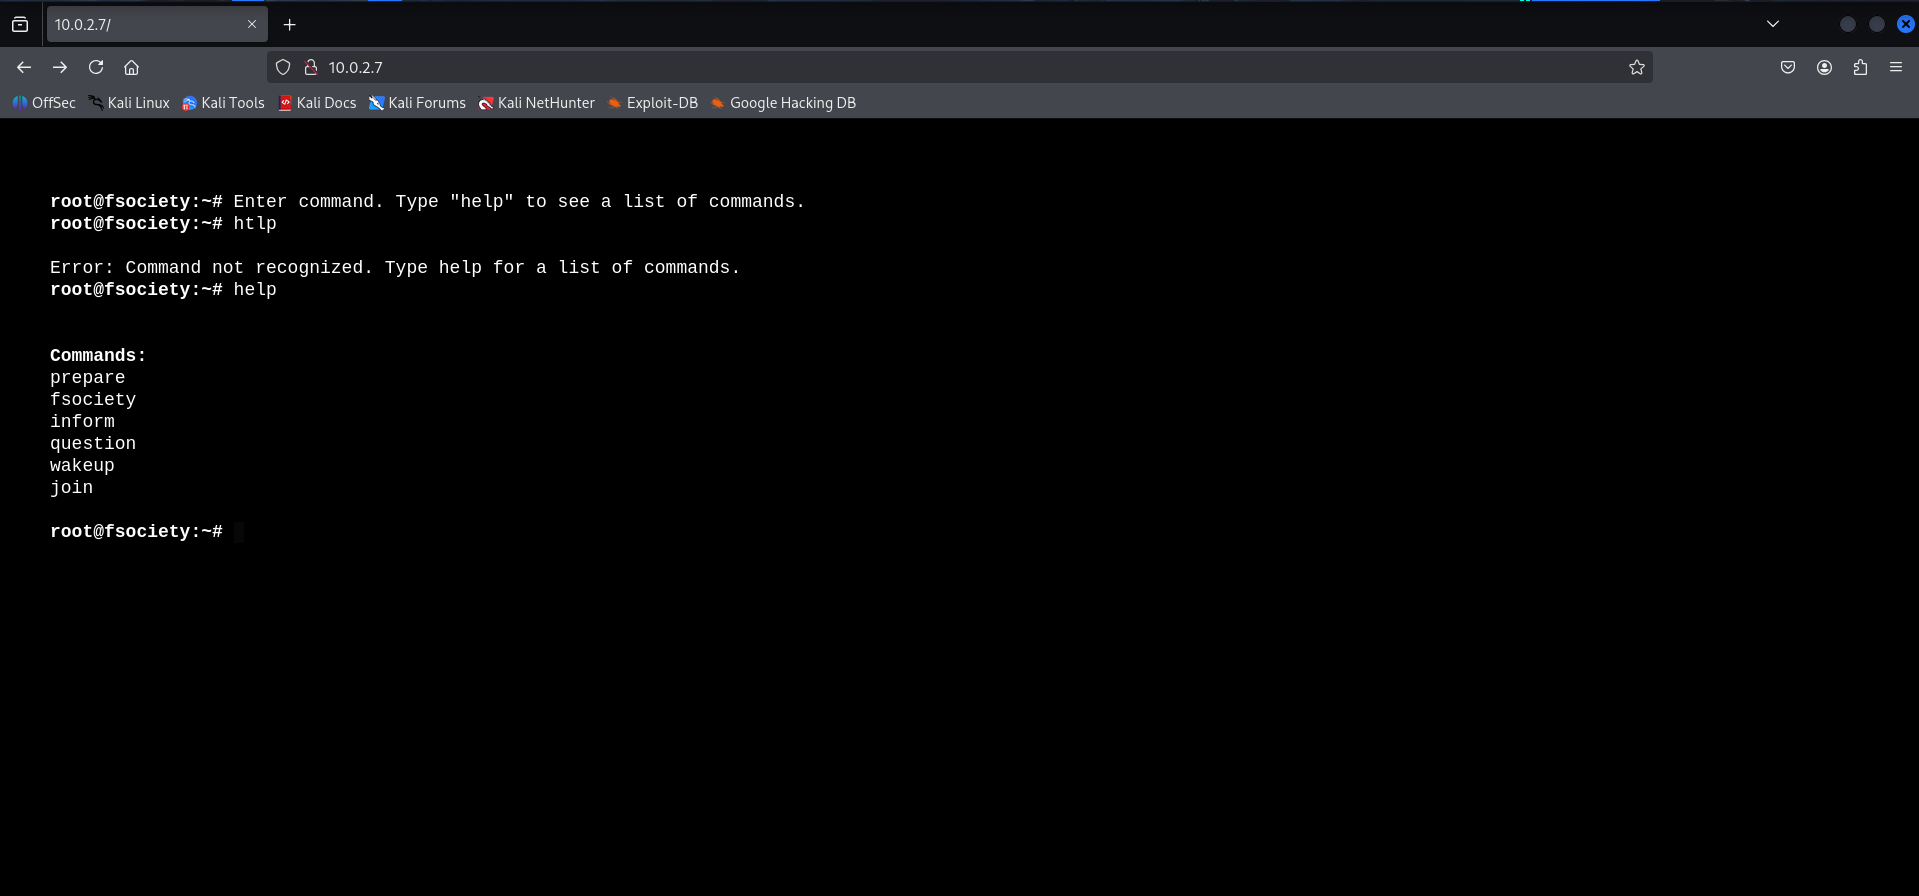 10.0.2.7/
10.0.2.7
OffSec Kali Linux Kali Tools Kali Docs Kali Forums Kali NetHunter Exploit-DB Google Hacking DB
root@fsociety:~# Enter command. Type "help" to see a list of commands.
root@fsociety:~# htlp
Error: Command not recognized. Type help for a list of commands.
root@fsociety:~# help
Commands:
prepare
fsociety
inform
question
wakeup
join
root@fsociety:~#